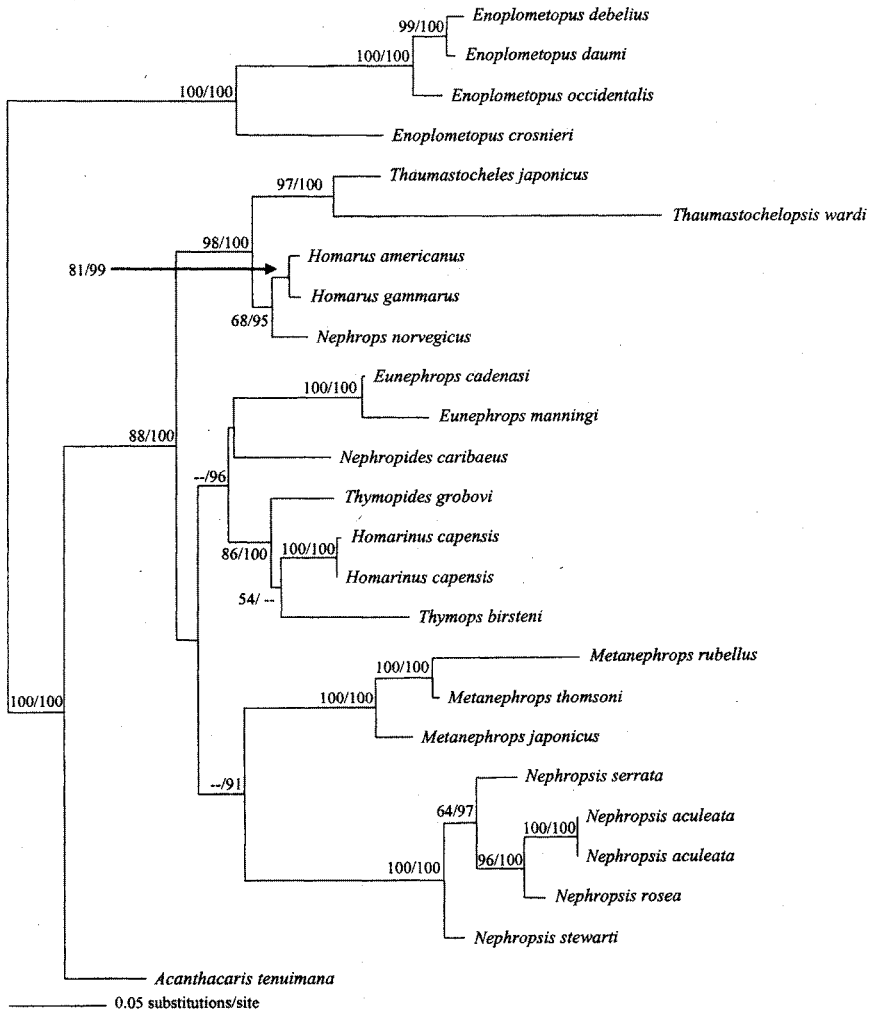 Enoplometopus debelius
99/100
Enoplometopus daumi
100/100
Enoplometopus occidentalis
100/100
Enoplometopus crosnieri
Thaumastocheles japonicus
97/100
Thaumastochelopsis wardi
98/100
Homarus americanus
81/99
Homarus gammarus
68/95
Nephrops norvegicus
Eunephrops cadenasi
100/100
Eunephrops manningi
88/100
Nephropides caribaeus
--/96
Thymopides grobovi
Homarinus capensis
86/100
100/100
Homarinus capensis
54/ --
Thymops birsteni
Metanephrops rubellus
100/100
Metanephrops thomsoni
100/100
100/100
Metanephrops japonicus
Nephropsis serrata
--/91
64/97
Nephropsis aculeata
100/100
Nephropsis aculeata
100/100
96/100
Nephropsis rosea
Nephropsis stewarti
Acanthacaris tenuimana
0.05 substitutions/site